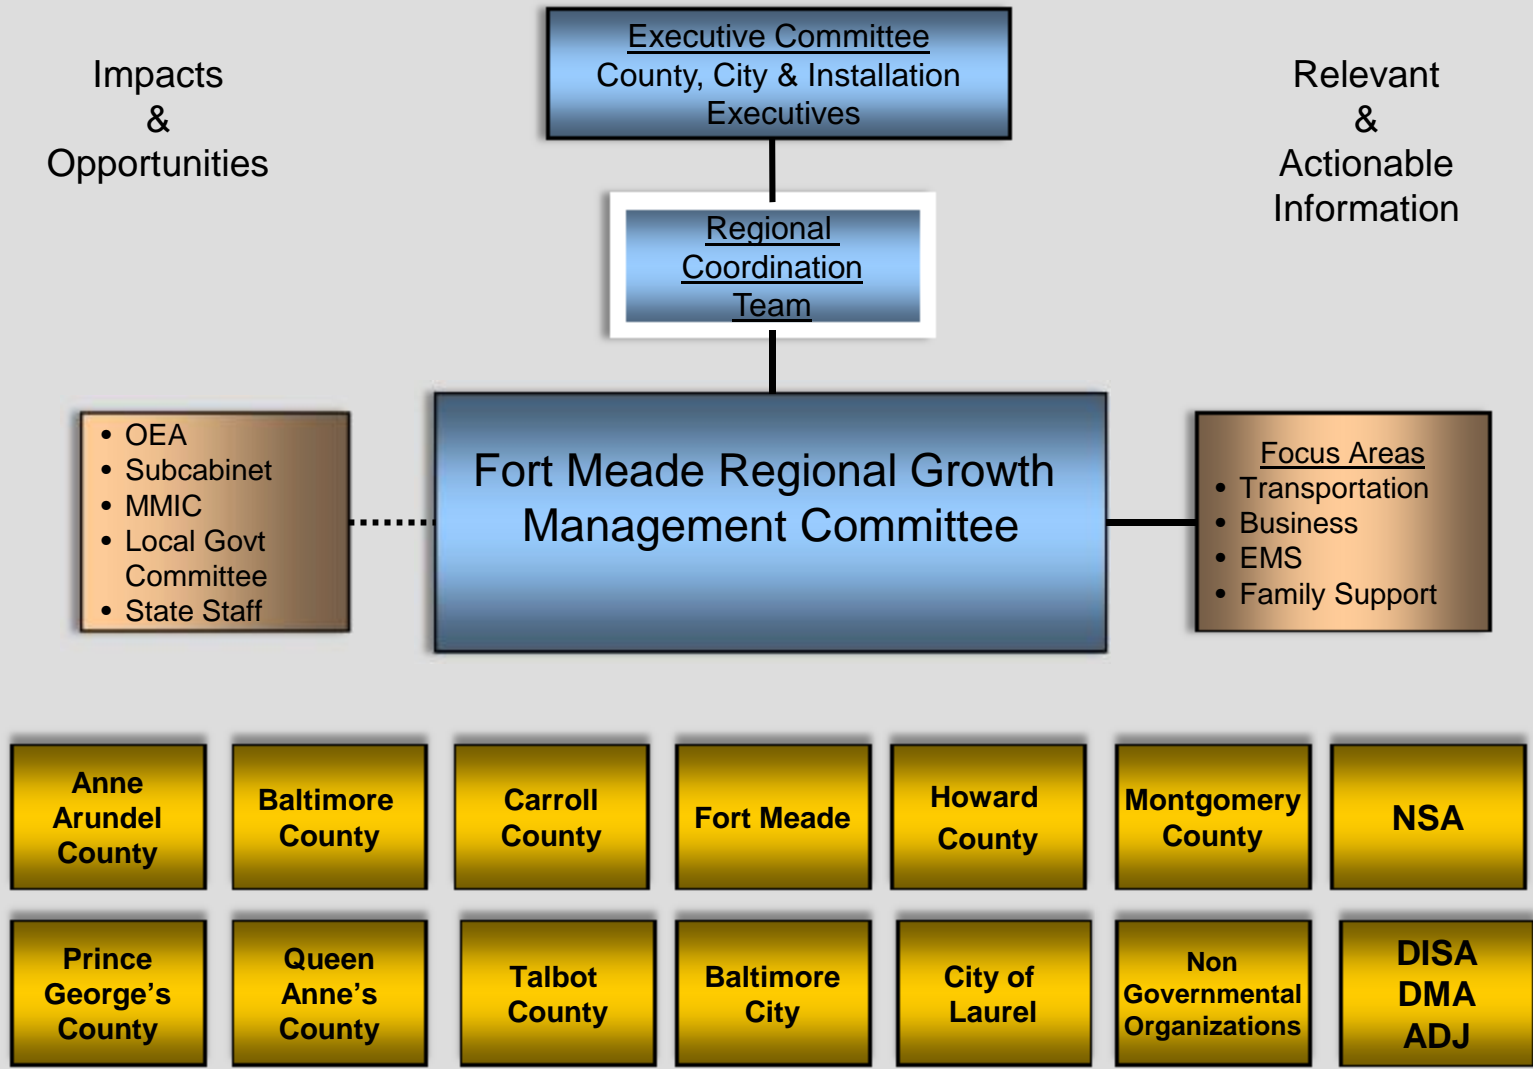 Impacts
&
Opportunities
Executive Committee
County, City & Installation
Executives
Relevant
&
Actionable
Information
Regional
Coordination
Team
• OEA
• Subcabinet
• MMIC
• Local Govt
Committee
• State Staff
Fort Meade Regional Growth
Management Committee
Focus Areas
• Transportation
• Business
• EMS
• Family Support
Anne
Arundel
County
Baltimore
County
Carroll
County
Fort Meade
Howard
County
Montgomery
County
NSA
Prince
George’s
County
Queen
Anne’s
County
Talbot
County
Baltimore
City
City of
Laurel
Non
Governmental
Organizations
DISA
DMA
ADJ